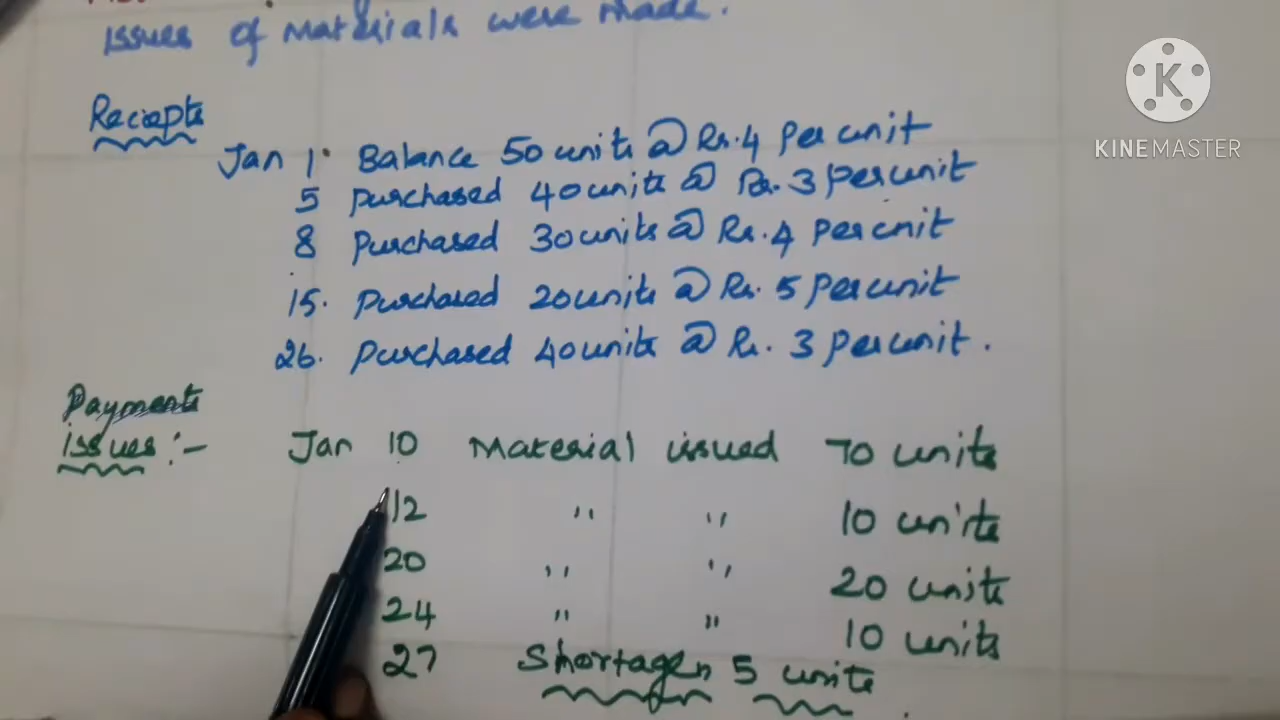 issues of Materials were made.
KINEMASTER
Reciepts
Jan 1. Balance 50 units @ Rs. 4 Per unit
5 purchased 40 units @ Rs. 3 per unit
8 purchased 30 units @ Rs. 4 per unit
15. purchased 20 units @ Rs. 5 per unit
26. purchased 40 units @ Rs. 3 per unit.
Payments
issues :- Jan 10 Material issued 70 units
12 " " 10 units
20 " " 20 units
24 " " 10 units
27 Shortages 5 units